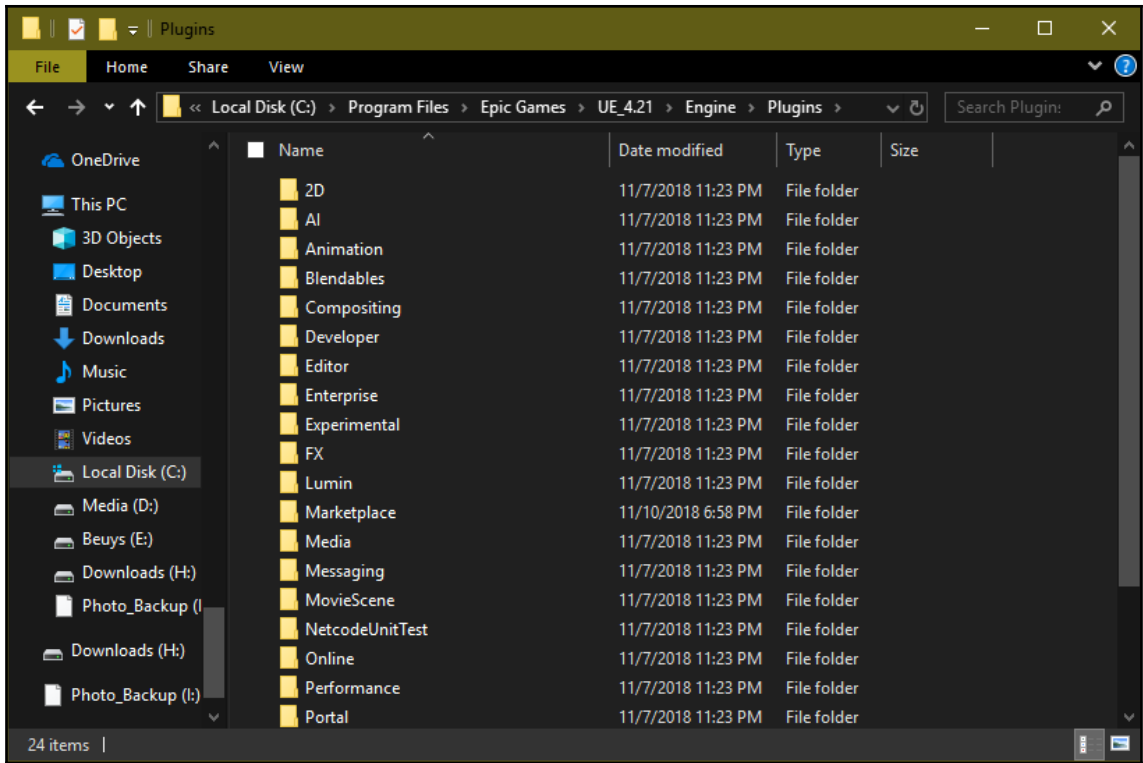 Plugins
File Home Share View
« Local Disk (C:) › Program Files › Epic Games › UE_4.21 › Engine › Plugins › Search Plugins
OneDrive
This PC
3D Objects
Desktop
Documents
Downloads
Music
Pictures
Videos
Local Disk (C:)
Media (D:)
Beuys (E:)
Downloads (H:)
Photo_Backup (I
Downloads (H:)
Photo_Backup (I:)
Name Date modified Type Size
2D 11/7/2018 11:23 PM File folder
AI 11/7/2018 11:23 PM File folder
Animation 11/7/2018 11:23 PM File folder
Blendables 11/7/2018 11:23 PM File folder
Compositing 11/7/2018 11:23 PM File folder
Developer 11/7/2018 11:23 PM File folder
Editor 11/7/2018 11:23 PM File folder
Enterprise 11/7/2018 11:23 PM File folder
Experimental 11/7/2018 11:23 PM File folder
FX 11/7/2018 11:23 PM File folder
Lumin 11/7/2018 11:23 PM File folder
Marketplace 11/10/2018 6:58 PM File folder
Media 11/7/2018 11:23 PM File folder
Messaging 11/7/2018 11:23 PM File folder
MovieScene 11/7/2018 11:23 PM File folder
NetcodeUnitTest 11/7/2018 11:23 PM File folder
Online 11/7/2018 11:23 PM File folder
Performance 11/7/2018 11:23 PM File folder
Portal 11/7/2018 11:23 PM File folder
24 items